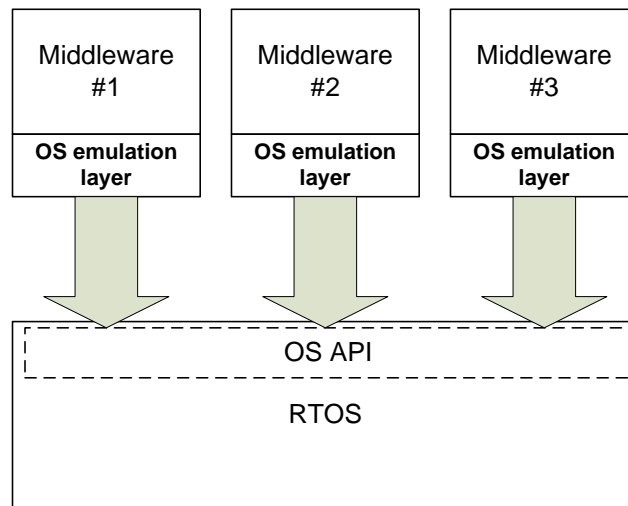 Middleware
#1
Middleware
#2
Middleware
#3
OS emulation
layer
OS emulation
layer
OS emulation
layer
OS API
RTOS